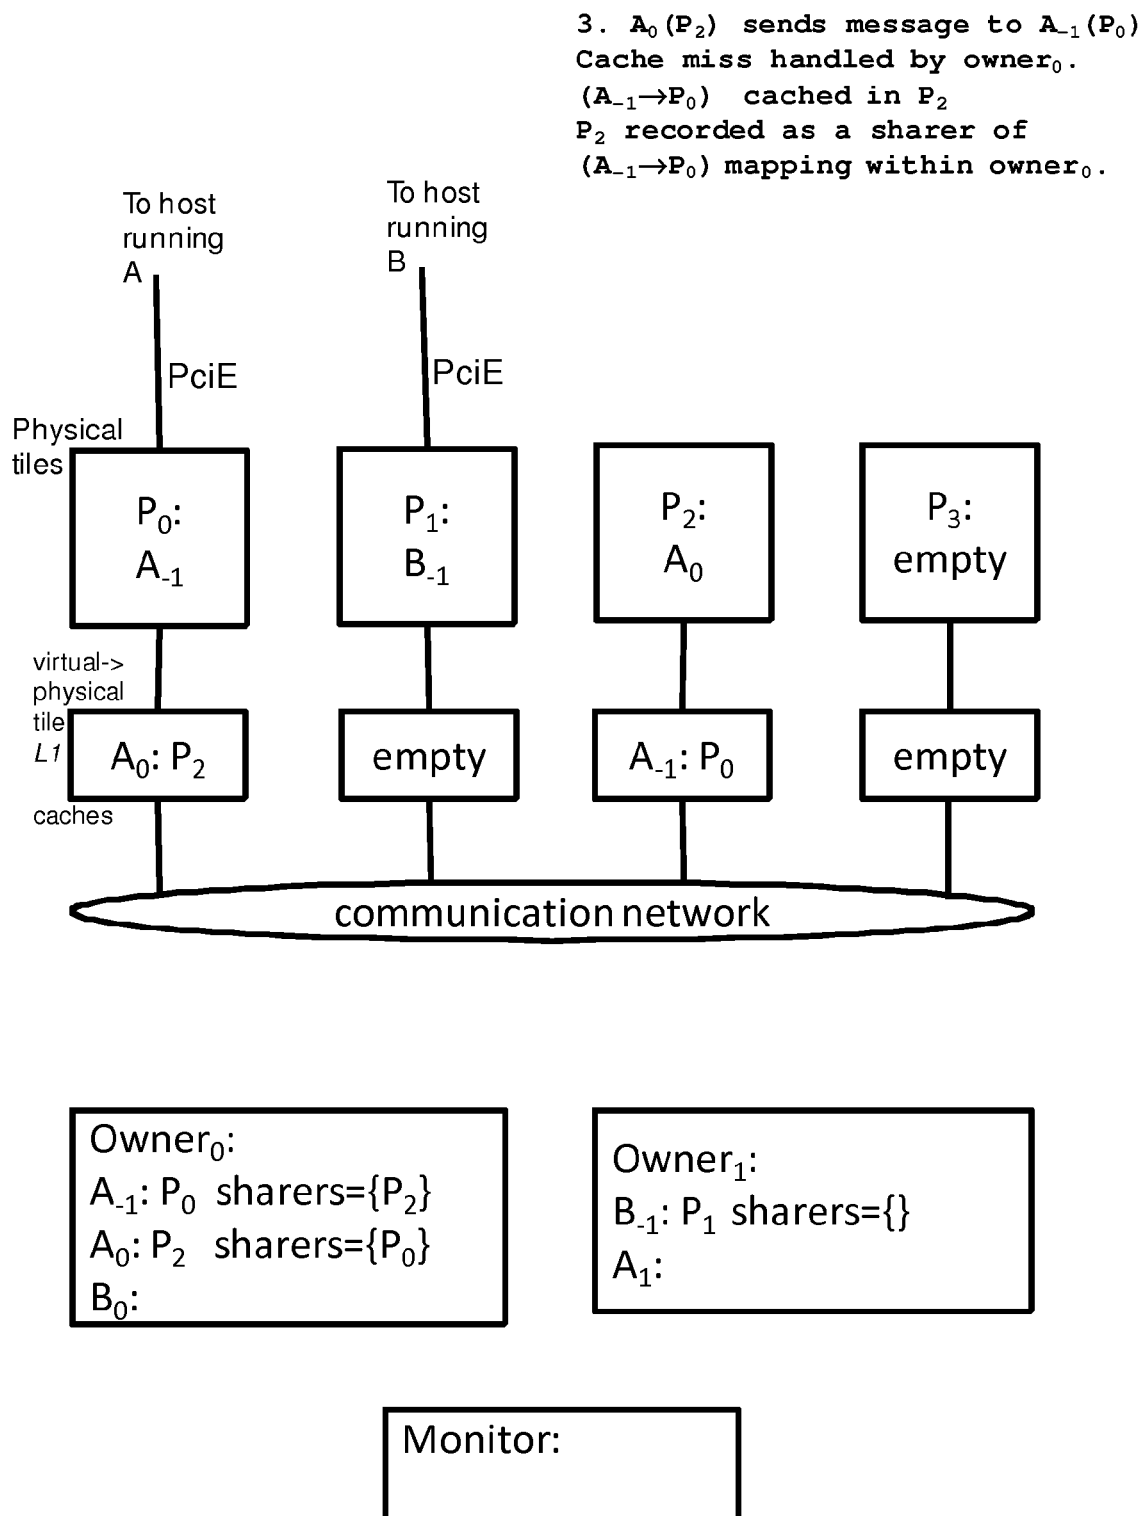 3. A₀(P₂) sends message to A₋₁(P₀)
Cache miss handled by owner₀.
(A₋₁→P₀) cached in P₂
P₂ recorded as a sharer of
(A₋₁→P₀) mapping within owner₀.
To host
running
A
To host
running
B
PciE
PciE
Physical
tiles
P₀:
A₋₁
P₁:
B₋₁
P₂:
A₀
P₃:
empty
virtual->
physical
tile
L1
caches
A₀: P₂
empty
A₋₁: P₀
empty
communication network
Owner₀:
A₋₁: P₀ sharers={P₂}
A₀: P₂ sharers={P₀}
B₀:
Owner₁:
B₋₁: P₁ sharers={}
A₁:
Monitor: